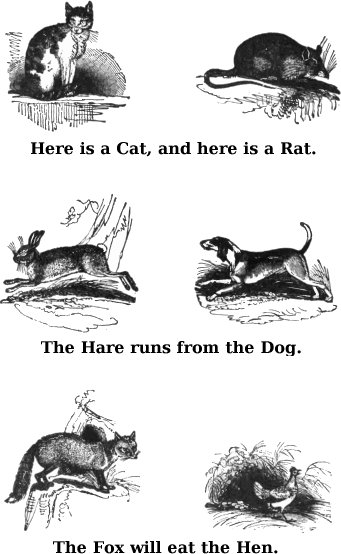 Here is a Cat, and here is a Rat.
The Hare runs from the Dog.
The Fox will eat the Hen.